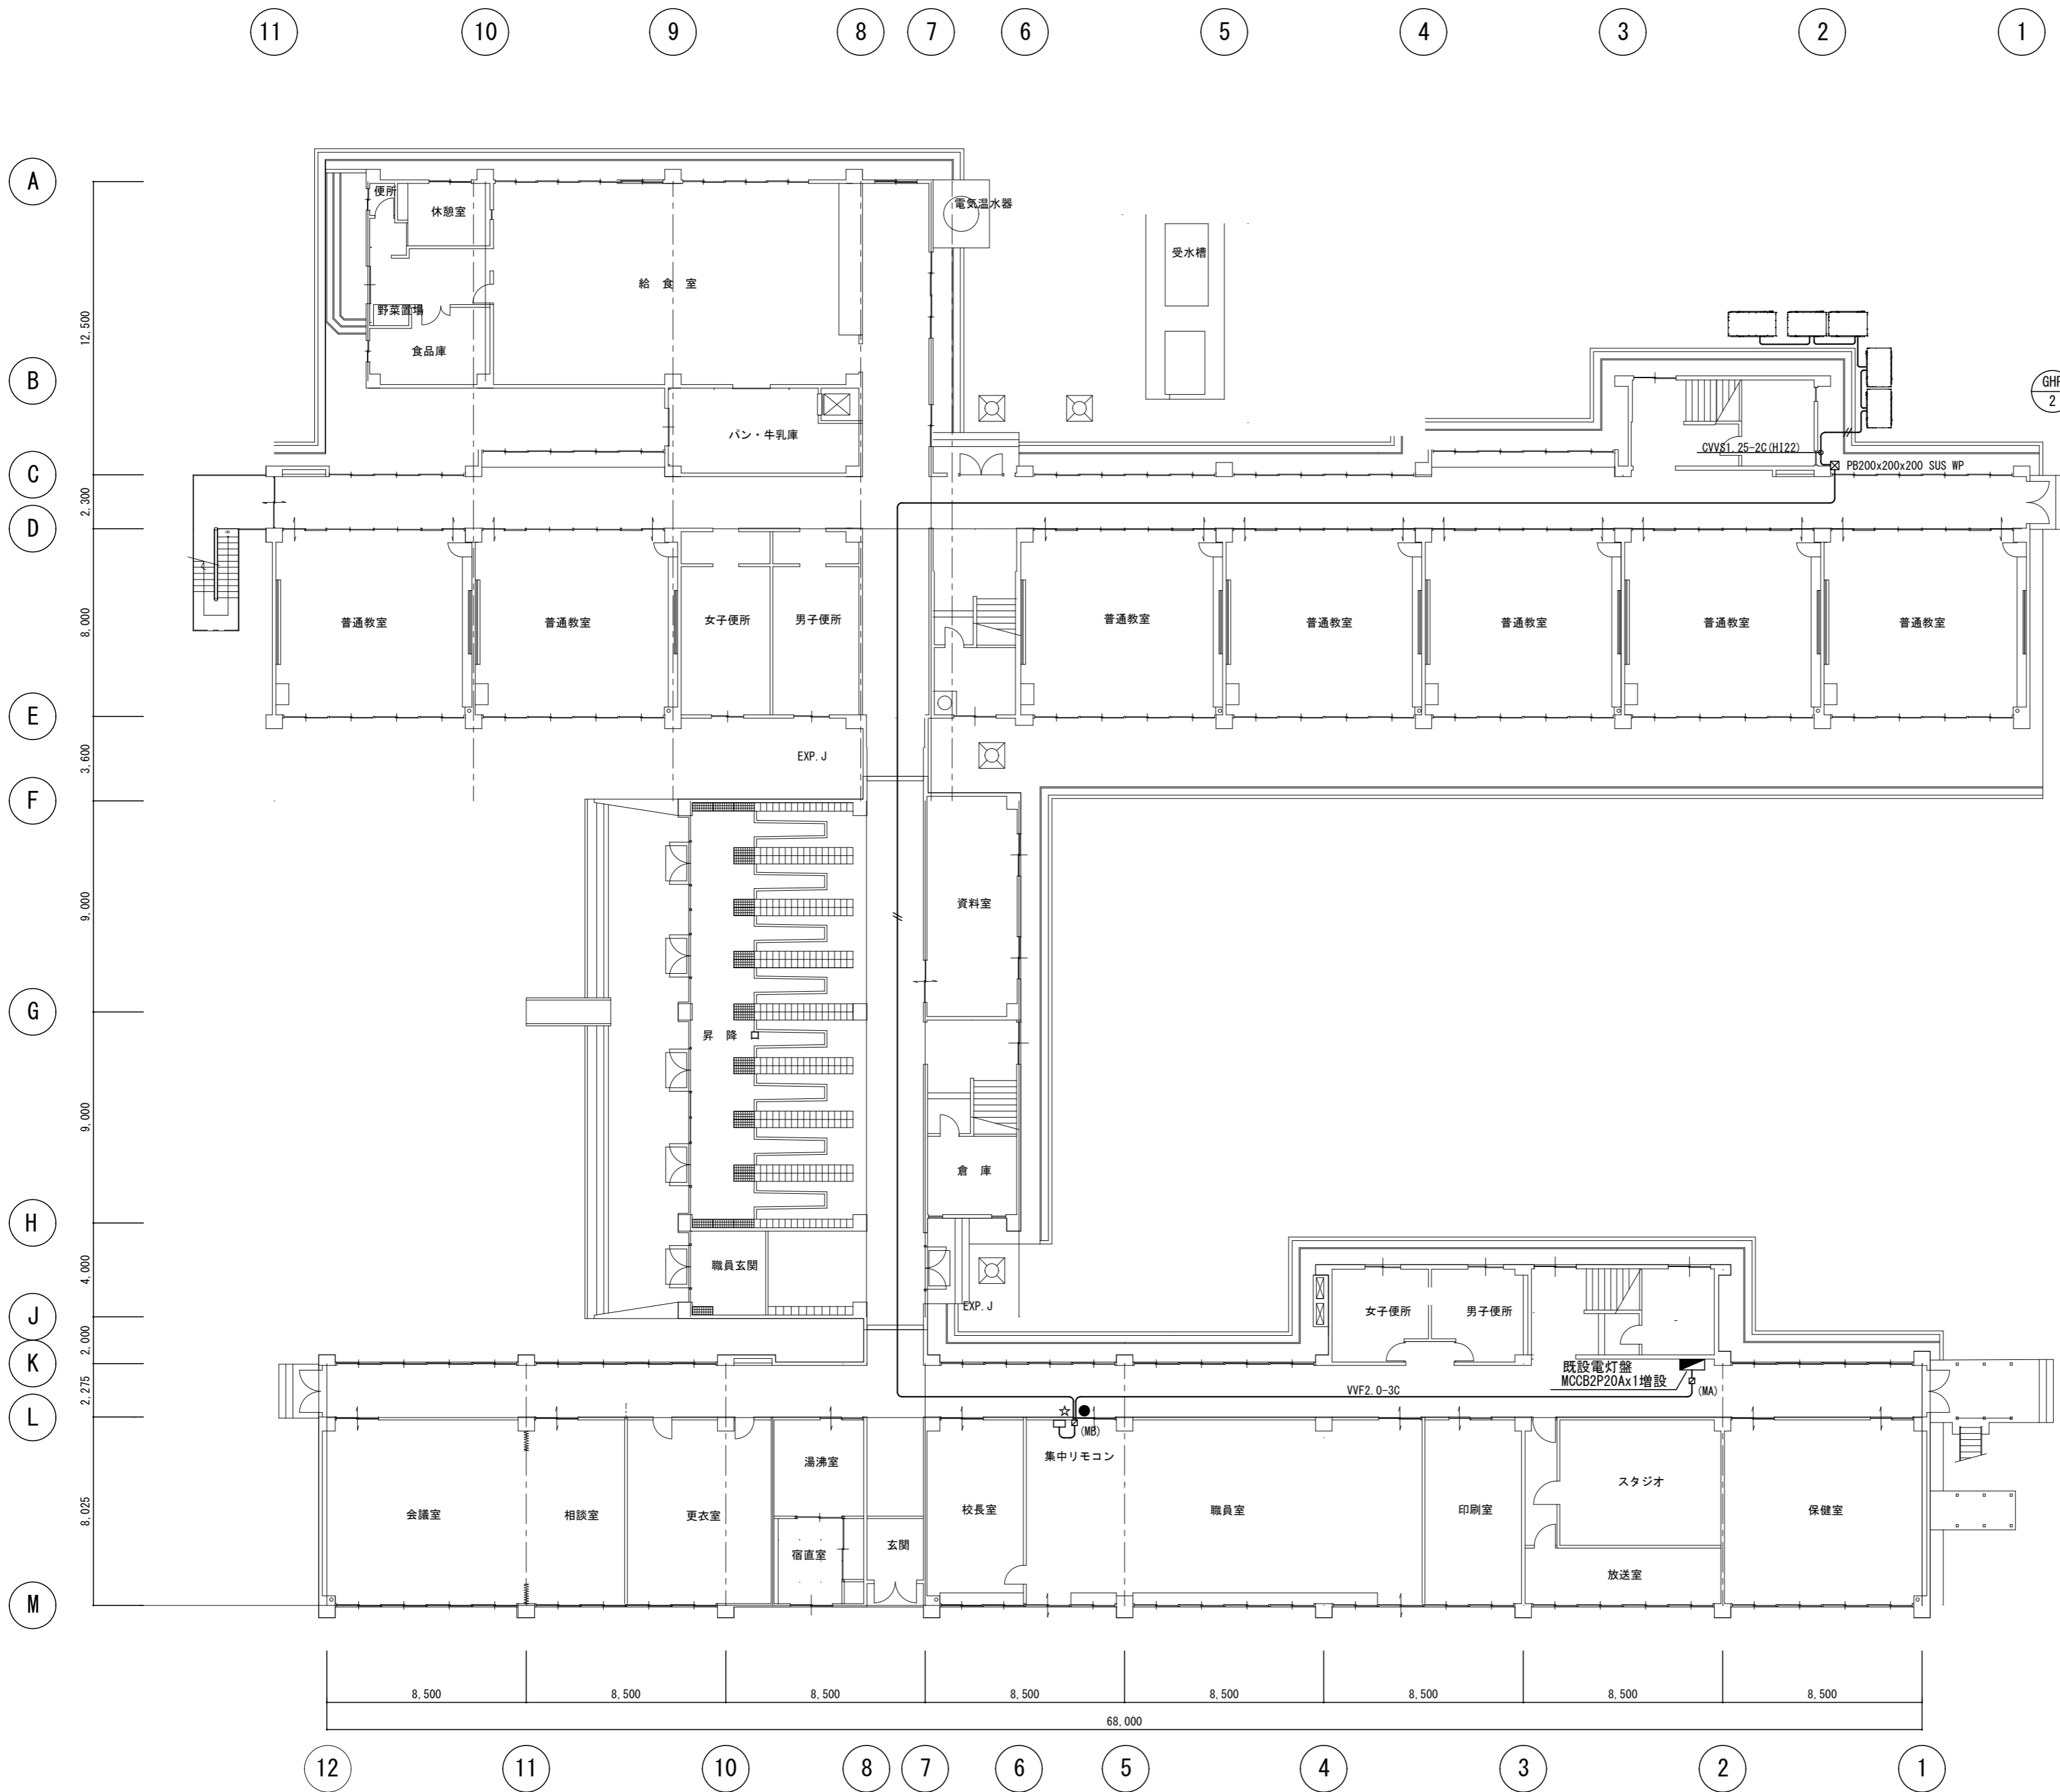 11 10 9 8 7 6 5 4 3 2 1
A
便所
休憩室
電気温水器
受水槽
給 食 室
12,500
野菜置場
食品庫
B
GHP
2
パン・牛乳庫
CVVS1.25-2C(HI22)
PB200x200x200 SUS WP
C
2,300
D
8,000
普通教室
普通教室
女子便所
男子便所
普通教室
普通教室
普通教室
普通教室
普通教室
E
3,600
EXP.J
F
9,000
資料室
G
昇 降 口
9,000
倉 庫
H
4,000
職員玄関
EXP.J
女子便所
男子便所
J
2,000
K
既設電灯盤
MCCB2P20Ax1増設
(MA)
VVF2.0-3C
2,275
L
(MB)
集中リモコン
湯沸室
8,025
会議室
相談室
更衣室
校長室
職員室
印刷室
スタジオ
保健室
宿直室
玄関
放送室
M
8,500 8,500 8,500 8,500 8,500 8,500 8,500 8,500
68,000
12 11 10 8 7 6 5 4 3 2 1